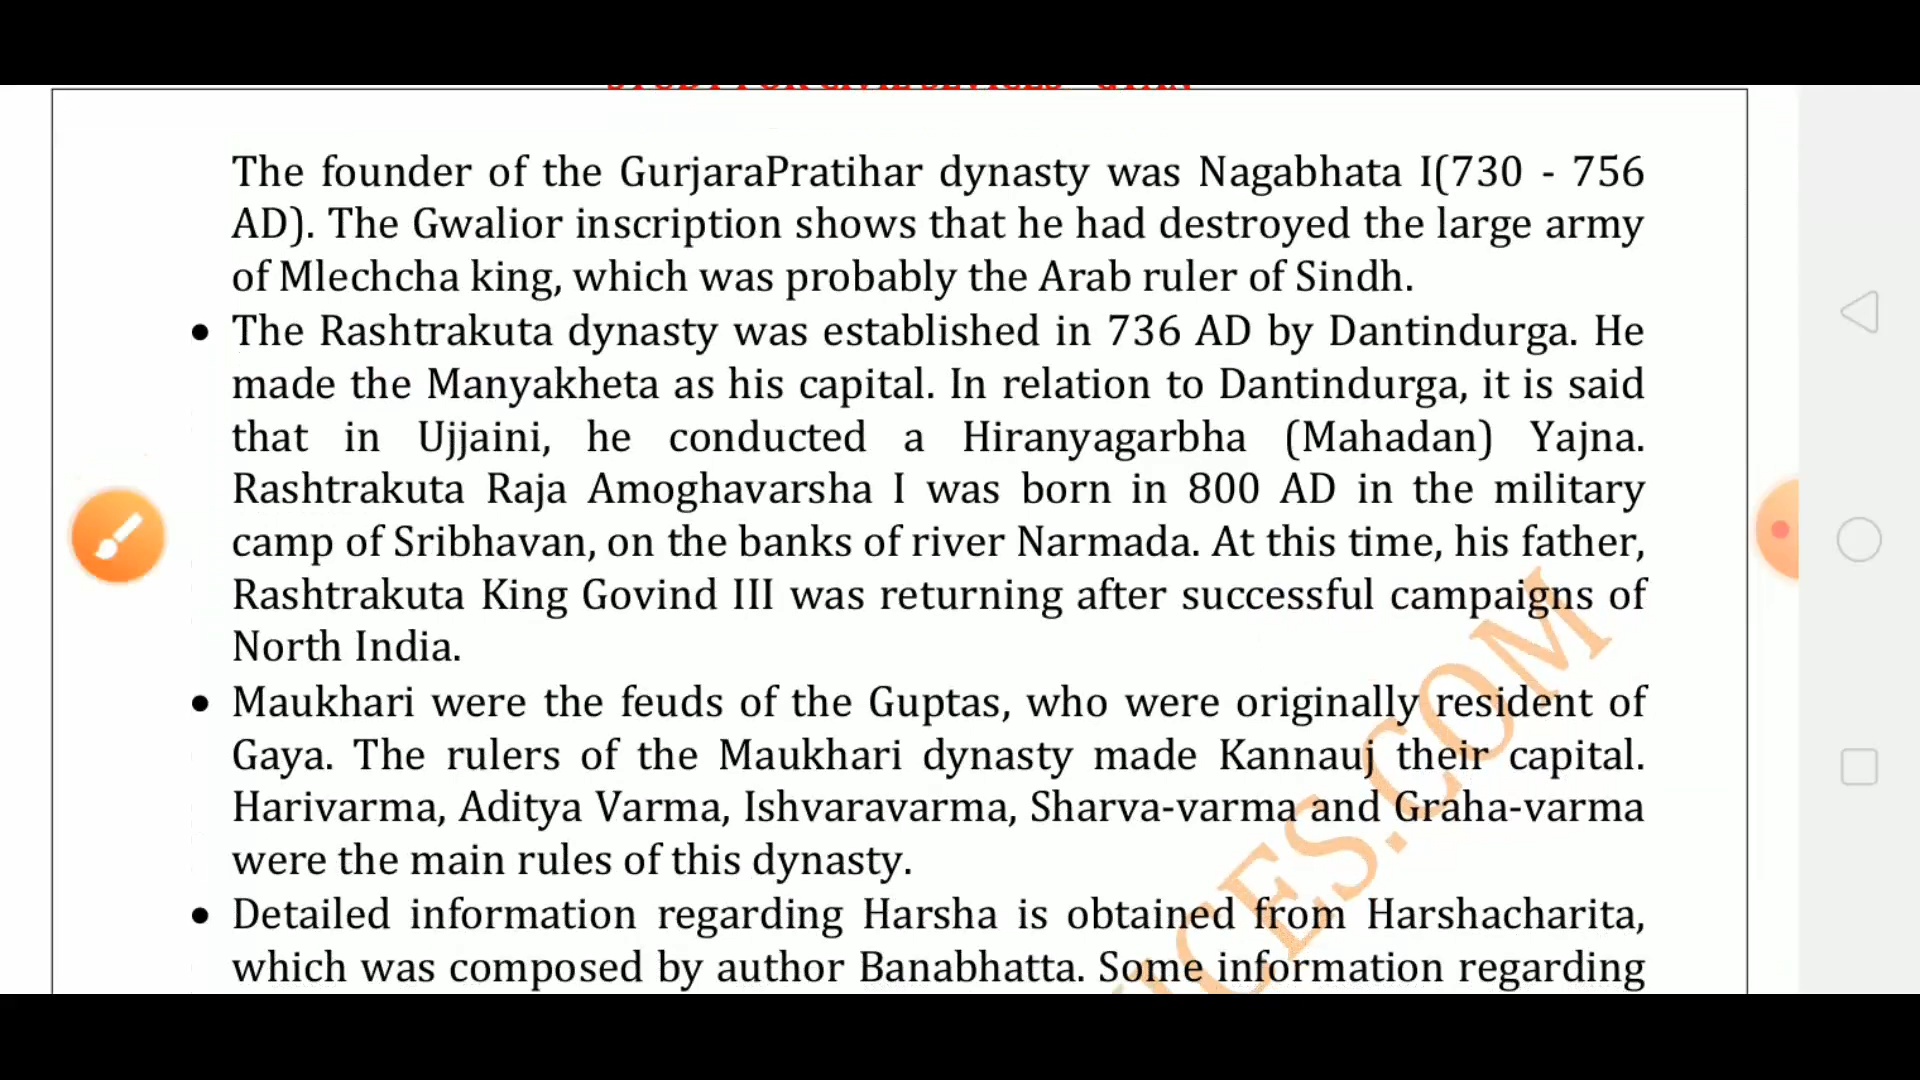 The founder of the GurjaraPratihar dynasty was Nagabhata I(730 - 756
AD). The Gwalior inscription shows that he had destroyed the large army
of Mlechcha king, which was probably the Arab ruler of Sindh.
• The Rashtrakuta dynasty was established in 736 AD by Dantindurga. He
made the Manyakheta as his capital. In relation to Dantindurga, it is said
that in Ujjaini, he conducted a Hiranyagarbha (Mahadan) Yajna.
Rashtrakuta Raja Amoghavarsha I was born in 800 AD in the military
camp of Sribhavan, on the banks of river Narmada. At this time, his father,
Rashtrakuta King Govind III was returning after successful campaigns of
North India.
• Maukhari were the feuds of the Guptas, who were originally resident of
Gaya. The rulers of the Maukhari dynasty made Kannauj their capital.
Harivarma, Aditya Varma, Ishvaravarma, Sharva-varma and Graha-varma
were the main rules of this dynasty.
• Detailed information regarding Harsha is obtained from Harshacharita,
which was composed by author Banabhatta. Some information regarding
ICES.COM